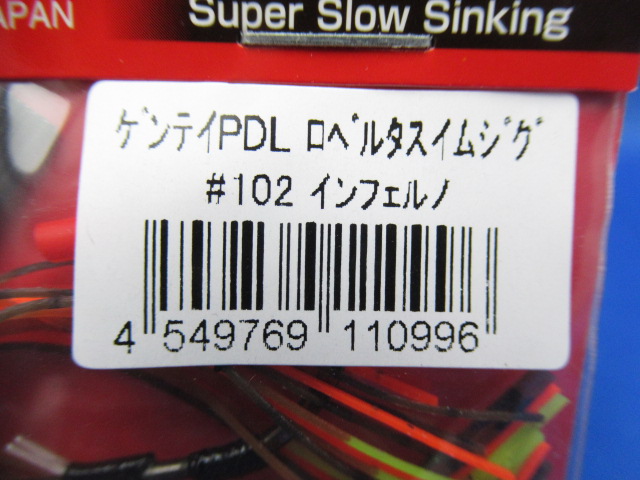 APAN
Super Slow Sinking
ｹﾞﾝﾃｲPDL ﾛﾍﾞﾙﾀｽｲﾑｼﾞｸﾞ
#102 ｲﾝﾌｪﾙﾉ
4 549769 110996